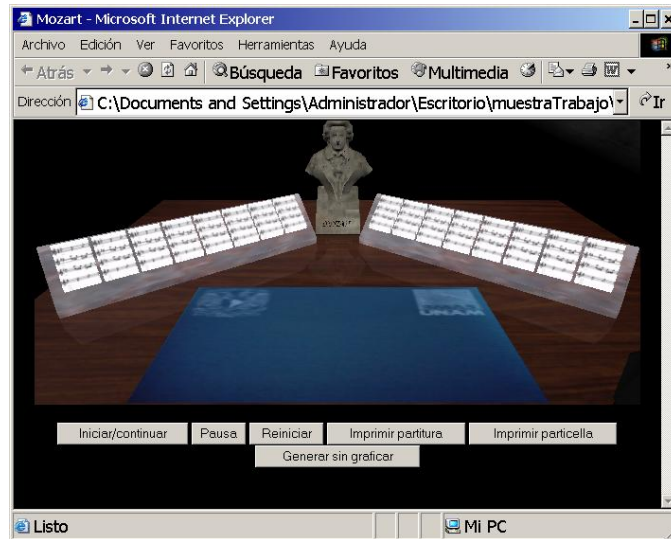 Mozart - Microsoft Internet Explorer
Archivo Edición Ver Favoritos Herramientas Ayuda
Atrás Búsqueda Favoritos Multimedia
Dirección C:\Documents and Settings\Administrador\Escritorio\muestraTrabajo\ Ir
MOZART
UNAM
Iniciar/continuar Pausa Reiniciar Imprimir partitura Imprimir particella
Generar sin graficar
Listo Mi PC